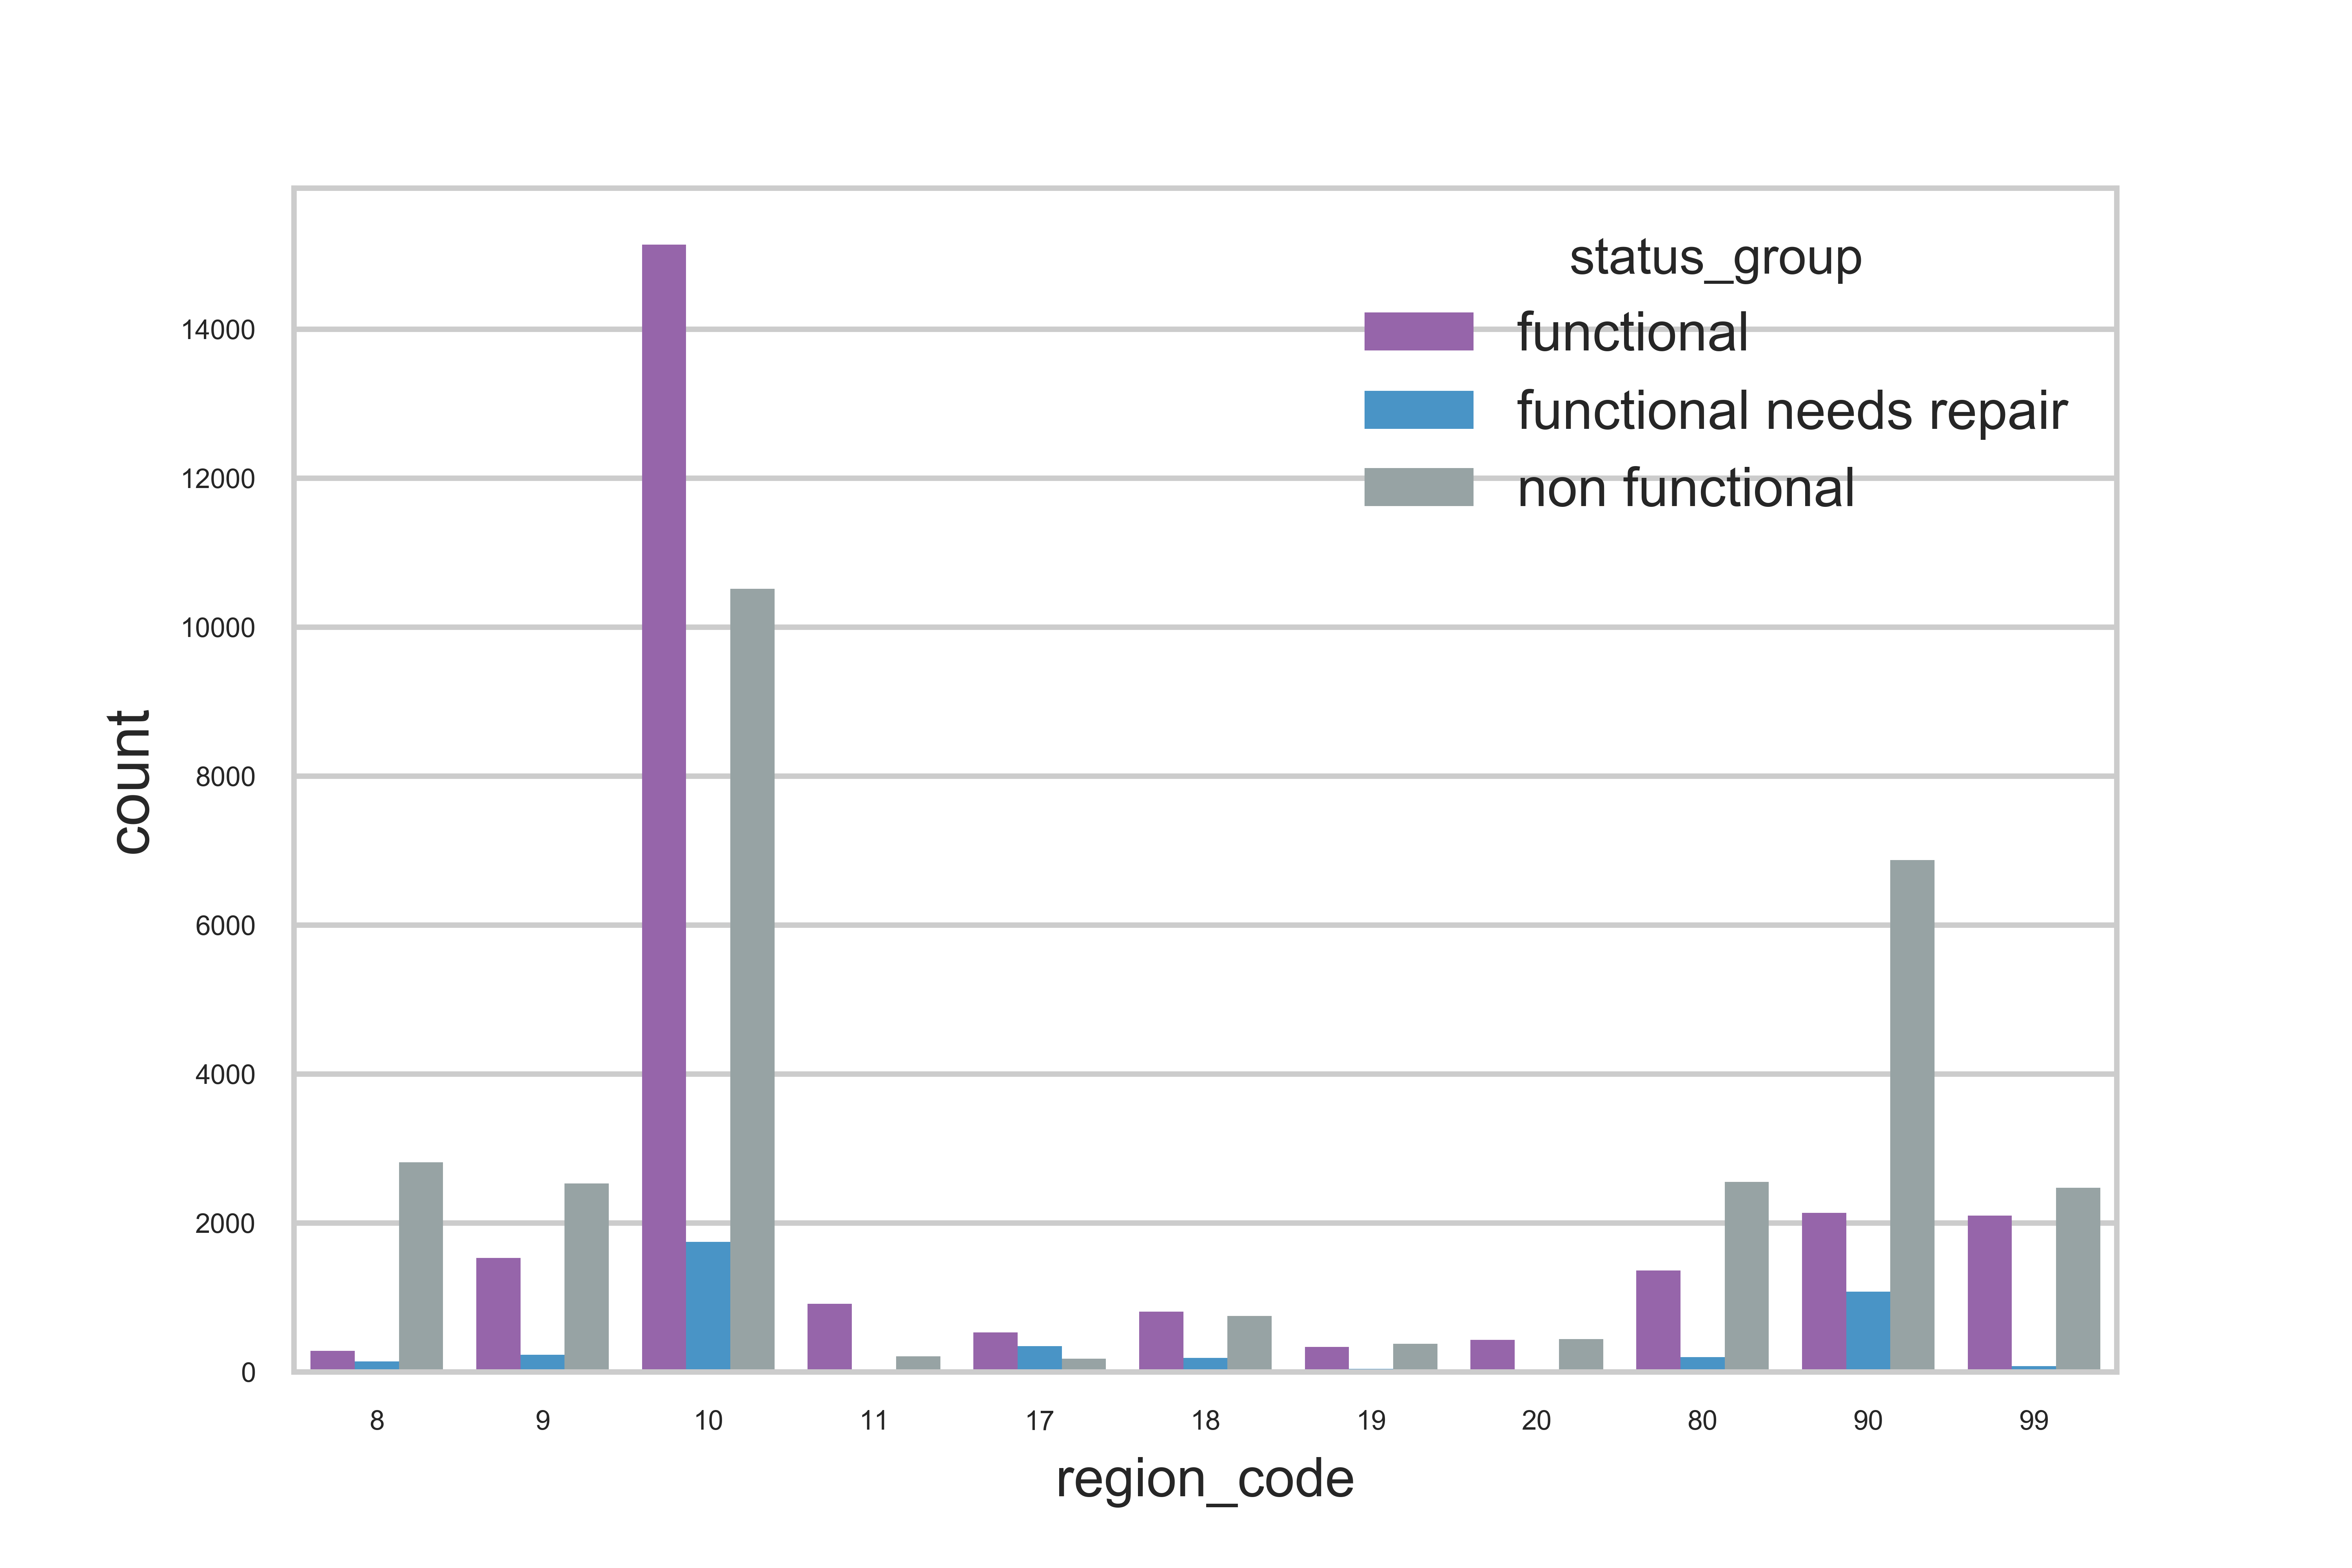 status_group
functional
functional needs repair
non functional
14000
12000
10000
8000
6000
4000
2000
0
count
8 9 10 11 17 18 19 20 80 90 99
region_code